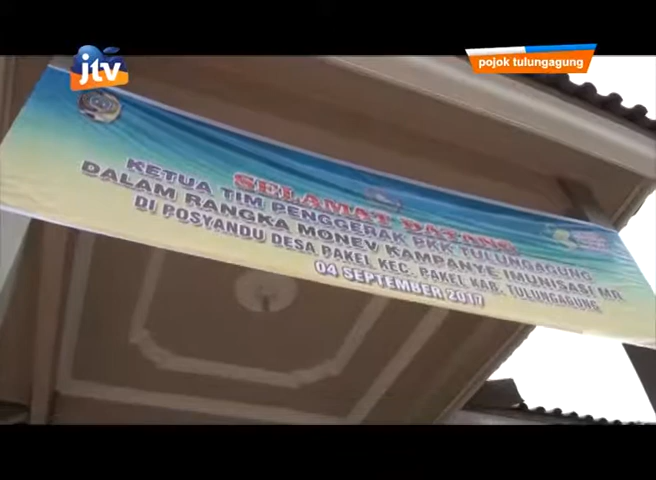 jtv
pojok tulungagung
SELAMAT DATANG
KETUA TIM PENGGERAK PKK TULUNGAGUNG
DALAM RANGKA MONEV KAMPANYE IMUNISASI MR
DI POSYANDU DESA PAKEL KEC. PAKEL KAB. TULUNGAGUNG
04 SEPTEMBER 2017